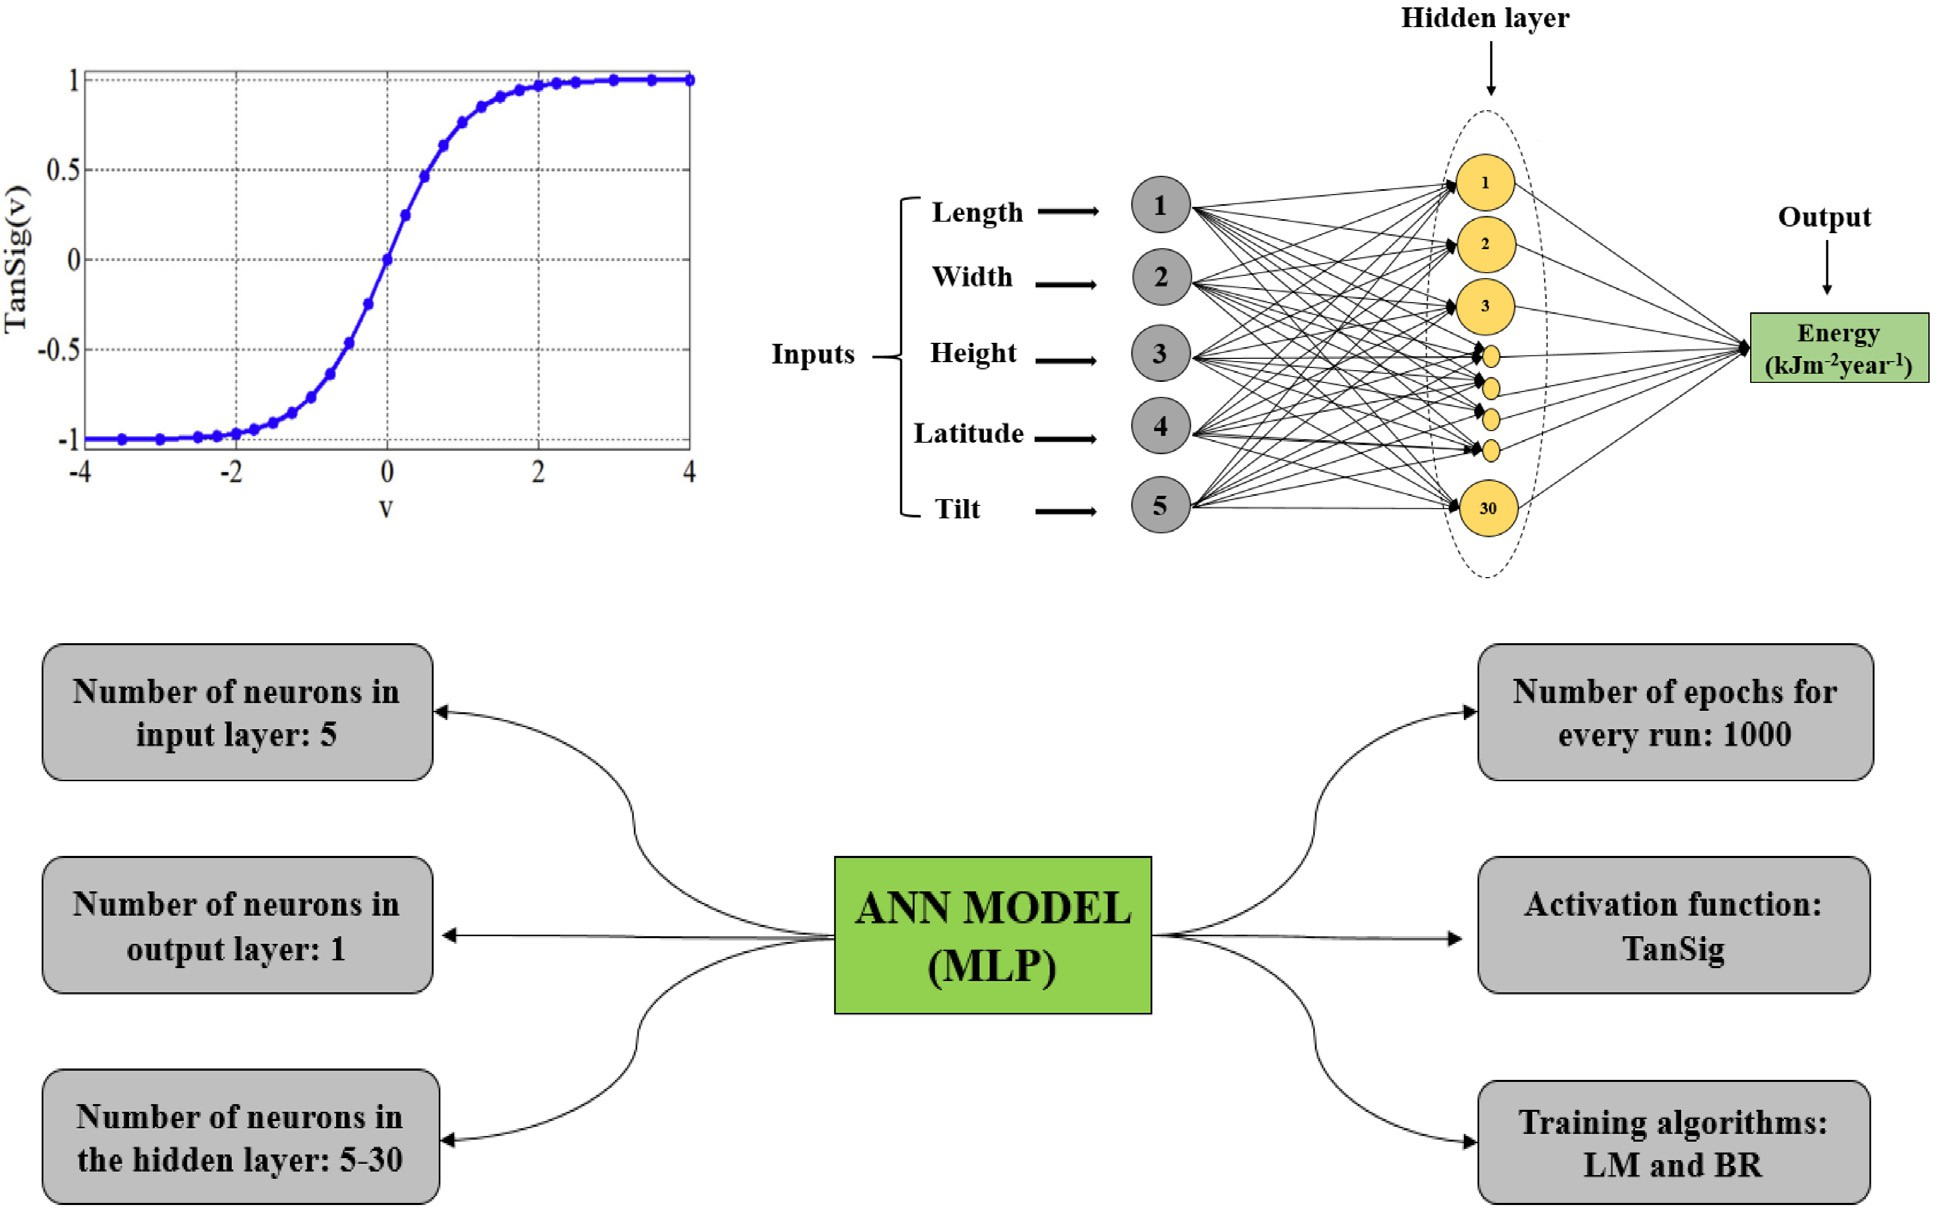 1
0.5
0
-0.5
-1
-4
-2
0
2
4
TanSig(v)
v
Hidden layer
Inputs
Length
Width
Height
Latitude
Tilt
1
2
3
4
5
1
2
3
30
Output
Energy
(kJm⁻²year⁻¹)
Number of neurons in
input layer: 5
Number of neurons in
output layer: 1
Number of neurons in
the hidden layer: 5-30
ANN MODEL
(MLP)
Number of epochs for
every run: 1000
Activation function:
TanSig
Training algorithms:
LM and BR